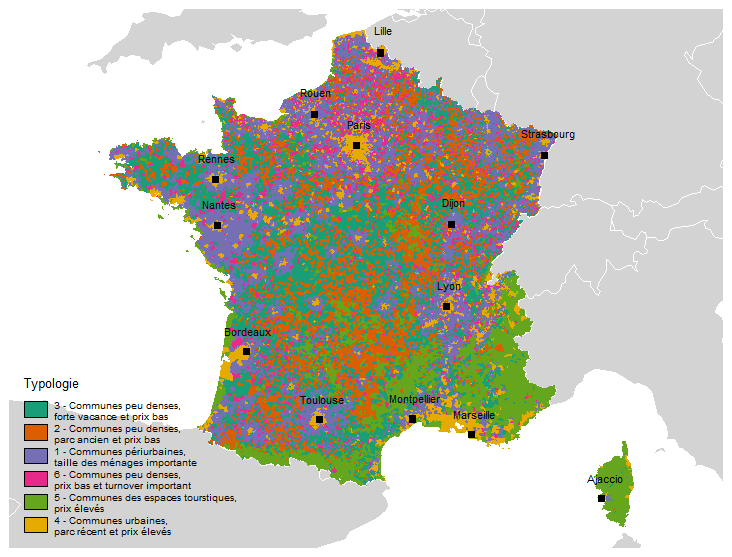 Lille
Rouen
Paris
Strasbourg
Rennes
Nantes
Dijon
Lyon
Bordeaux
Toulouse
Montpellier
Marseille
Ajaccio
Typologie
3 - Communes peu denses,
forte vacance et prix bas
2 - Communes peu denses,
parc ancien et prix bas
1 - Communes périurbaines,
taille des ménages importante
6 - Communes peu denses,
prix bas et turnover important
5 - Communes des espaces tourstiques,
prix élevés
4 - Communes urbaines,
parc récent et prix élevés